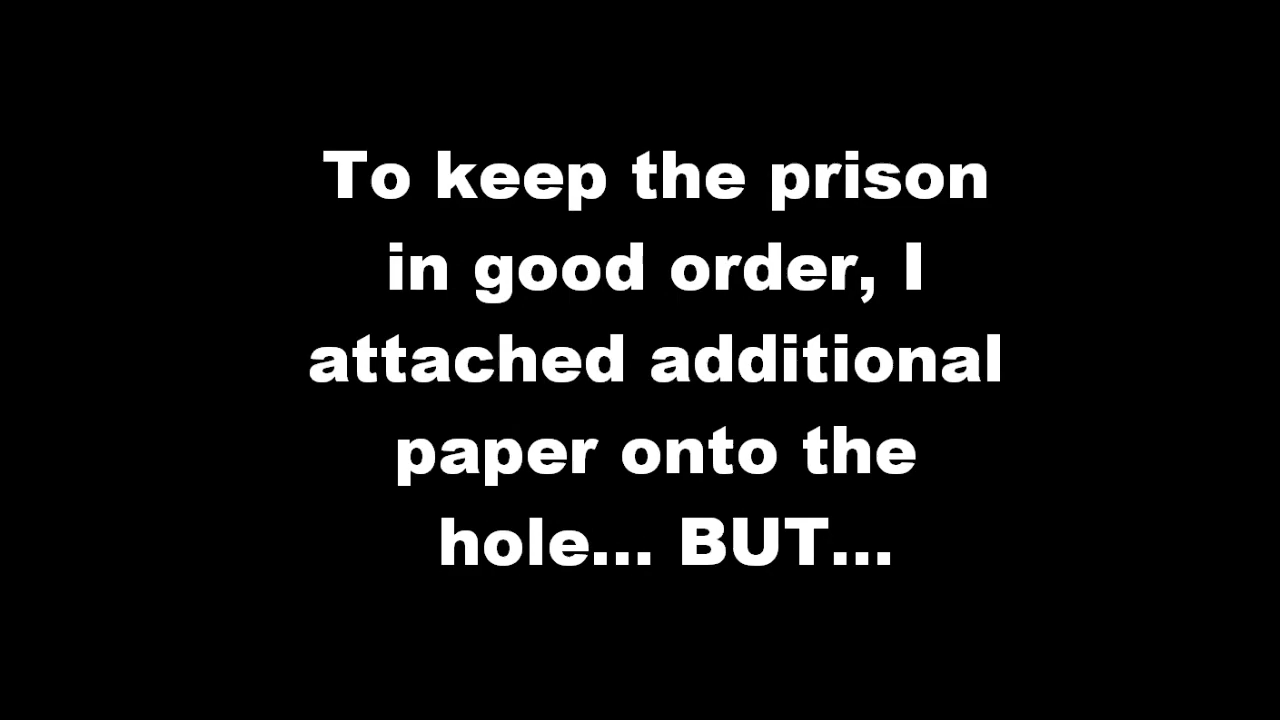 To keep the prison
in good order, I
attached additional
paper onto the
hole... BUT...